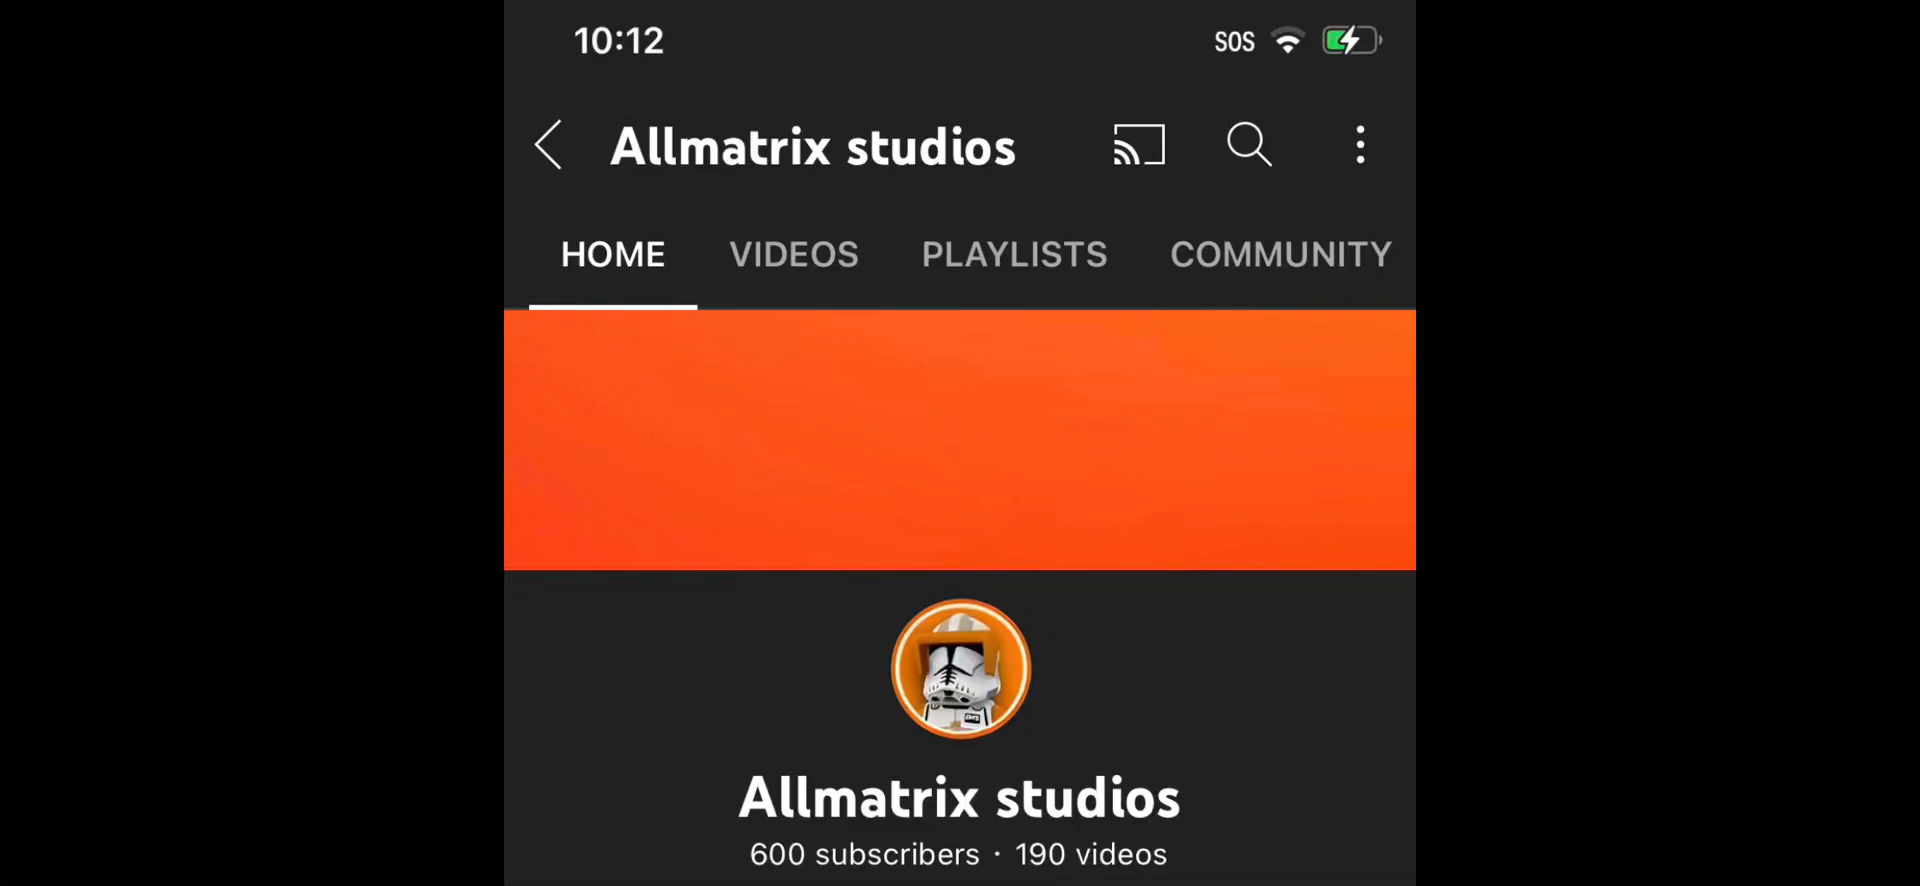 10:12 SOS
Allmatrix studios
HOME VIDEOS PLAYLISTS COMMUNITY
Allmatrix studios
600 subscribers · 190 videos